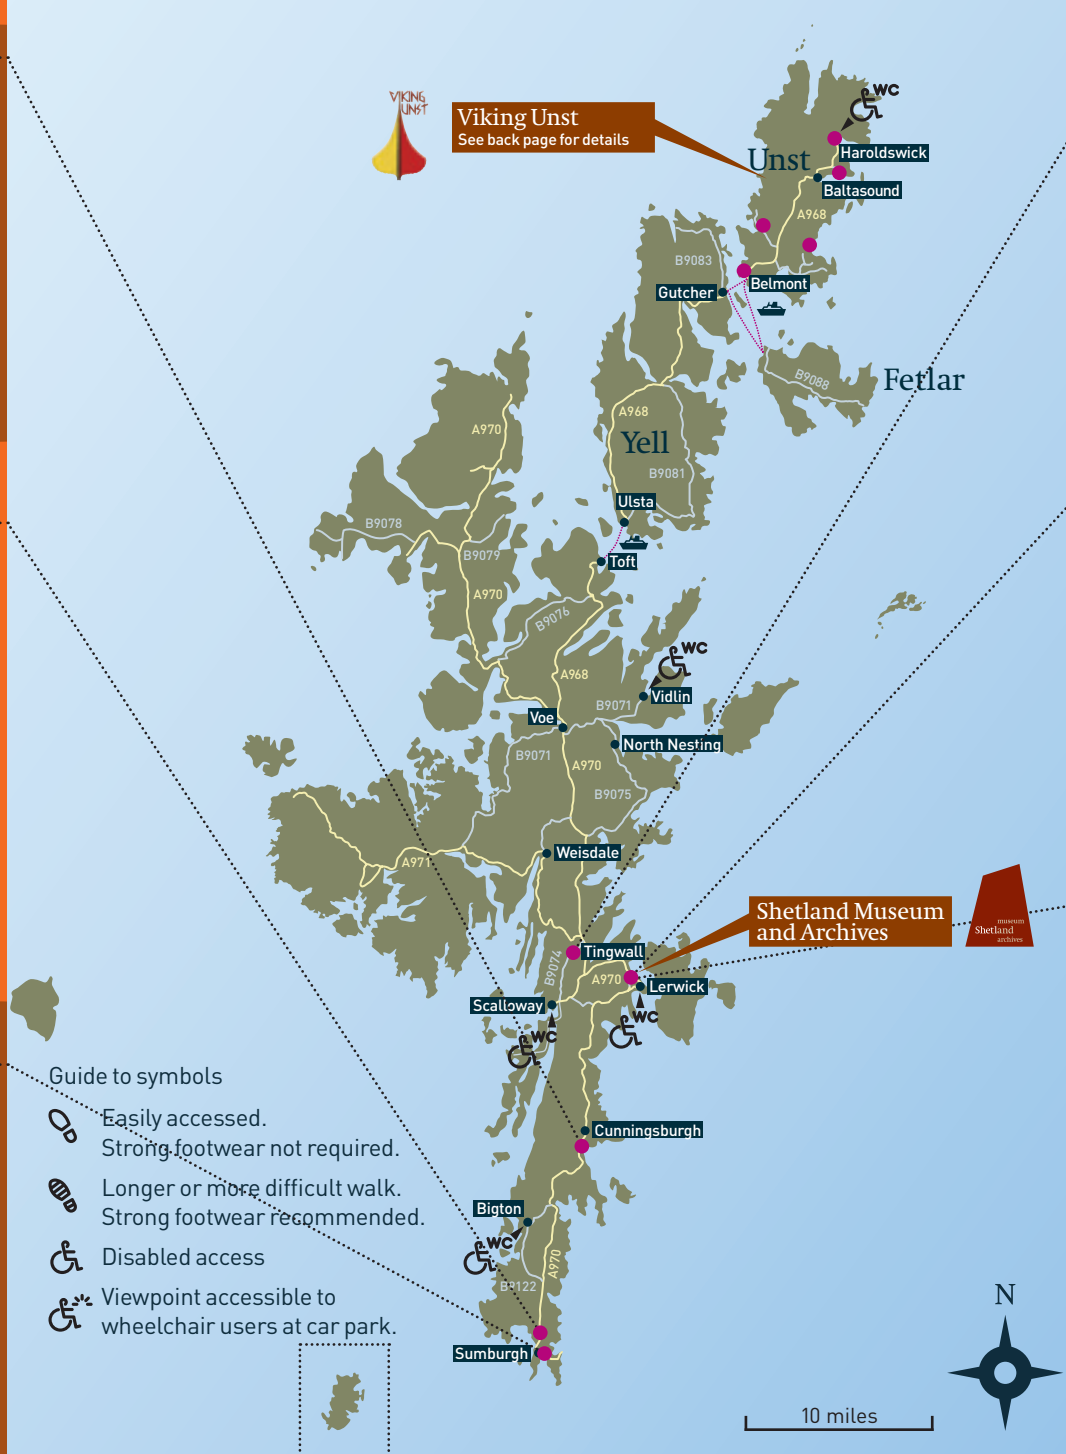 VIKING
UNST
Viking Unst
See back page for details
WC
Haroldswick
Unst
Baltasound
A968
B9083
Belmont
Gutcher
B9088
Fetlar
A968
A970
Yell
B9081
Ulsta
B9078
B9079
Toft
A970
B9076
WC
A968
Vidlin
B9071
Voe
North Nesting
B9071
A970
B9075
Weisdale
A971
Shetland Museum
and Archives
museum
Shetland
archives
Tingwall
B9074
A970
Lerwick
Scalloway
WC
WC
Guide to symbols
Easily accessed.
Strong footwear not required.
Cunningsburgh
Longer or more difficult walk.
Strong footwear recommended.
Bigton
WC
Disabled access
A970
B9122
Viewpoint accessible to
wheelchair users at car park.
Sumburgh
N
10 miles